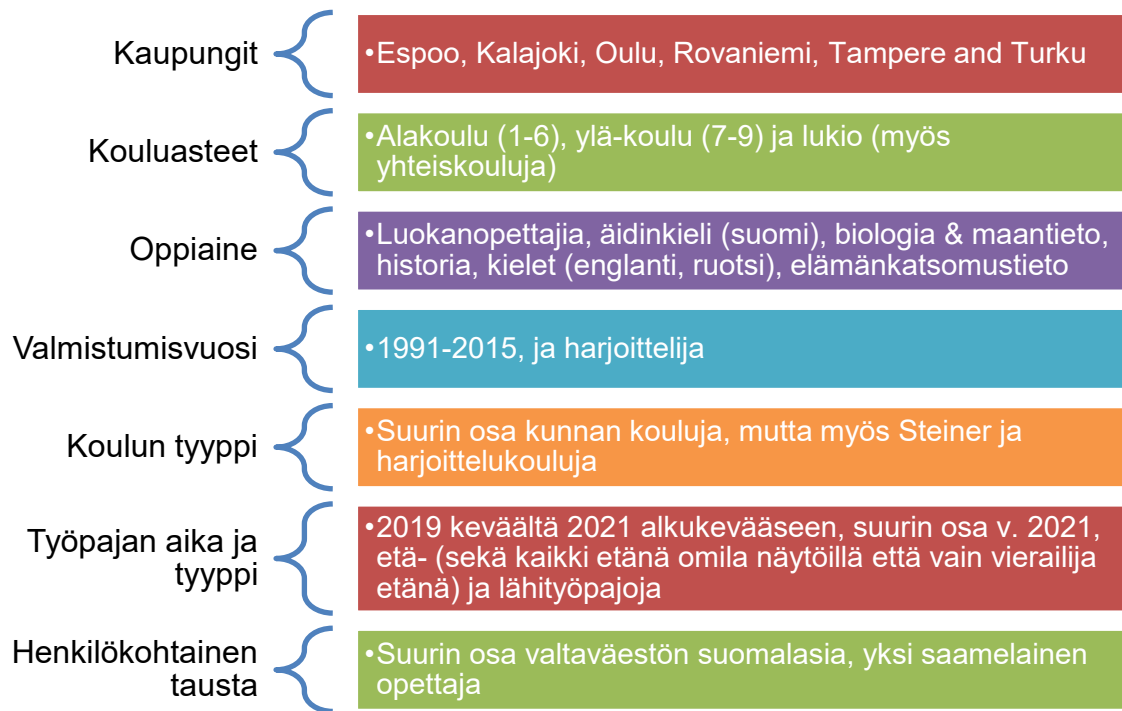 Kaupungit
•Espoo, Kalajoki, Oulu, Rovaniemi, Tampere and Turku
Kouluasteet
•Alakoulu (1-6), ylä-koulu (7-9) ja lukio (myös
yhteiskouluja)
Oppiaine
•Luokanopettajia, äidinkieli (suomi), biologia & maantieto,
historia, kielet (englanti, ruotsi), elämänkatsomustieto
Valmistumisvuosi
•1991-2015, ja harjoittelija
Koulun tyyppi
•Suurin osa kunnan kouluja, mutta myös Steiner ja
harjoittelukouluja
Työpajan aika ja
tyyppi
•2019 keväältä 2021 alkukevääseen, suurin osa v. 2021,
etä- (sekä kaikki etänä omila näytöillä että vain vierailija
etänä) ja lähityöpajoja
Henkilökohtainen
tausta
•Suurin osa valtaväestön suomalasia, yksi saamelainen
opettaja